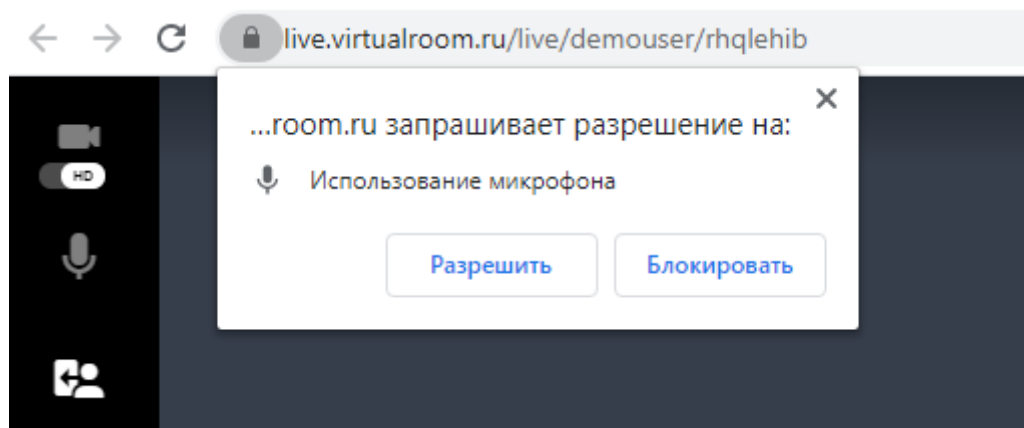 live.virtualroom.ru/live/demouser/rhqlehib
...room.ru запрашивает разрешение на:
HD
Использование микрофона
Разрешить
Блокировать